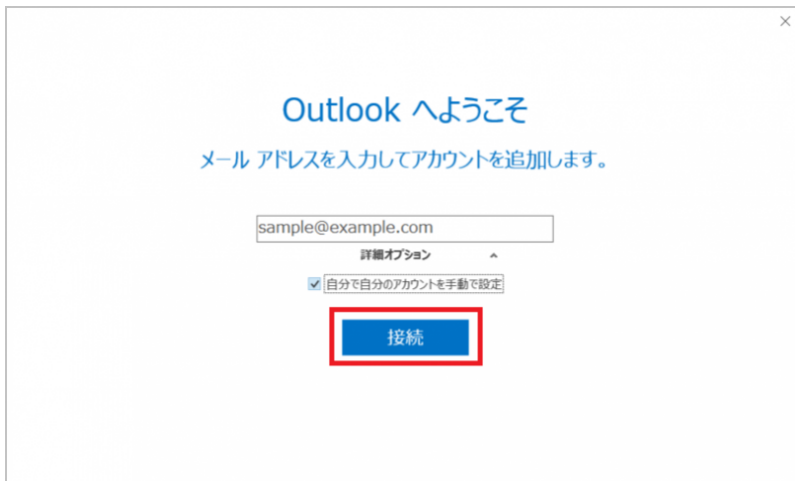 Outlook へようこそ
メール アドレスを入力してアカウントを追加します。
sample@example.com
詳細オプション
自分で自分のアカウントを手動で設定
接続